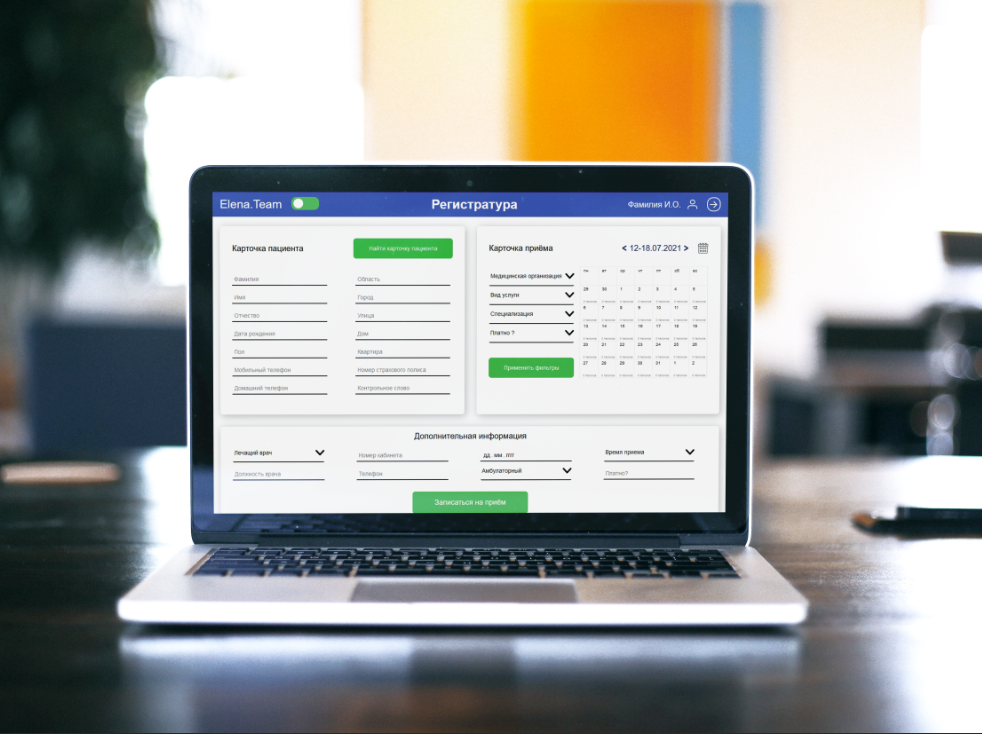 Elena.Team
Регистратура
Фамилия И.О.
Карточка пациента
Найти карточку пациента
Фамилия
Область
Имя
Город
Отчество
Улица
Дата рождения
Дом
Пол
Квартира
Мобильный телефон
Номер страхового полиса
Домашний телефон
Контрольное слово
Карточка приёма
< 12-18.07.2021 >
Медицинская организация
Вид услуги
Специализация
Платно ?
Применить фильтры
пн вт ср чт пт сб вс
29 30 1 2 3 4 5
6 7 8 9 10 11 12
13 14 15 16 17 18 19
20 21 22 23 24 25 26
27 28 29 30 31 1 2
Дополнительная информация
Лечащий врач
Номер кабинета
дд . мм . гггг
Время приема
Должность врача
Телефон
Амбулаторный
Платно?
Записаться на приём